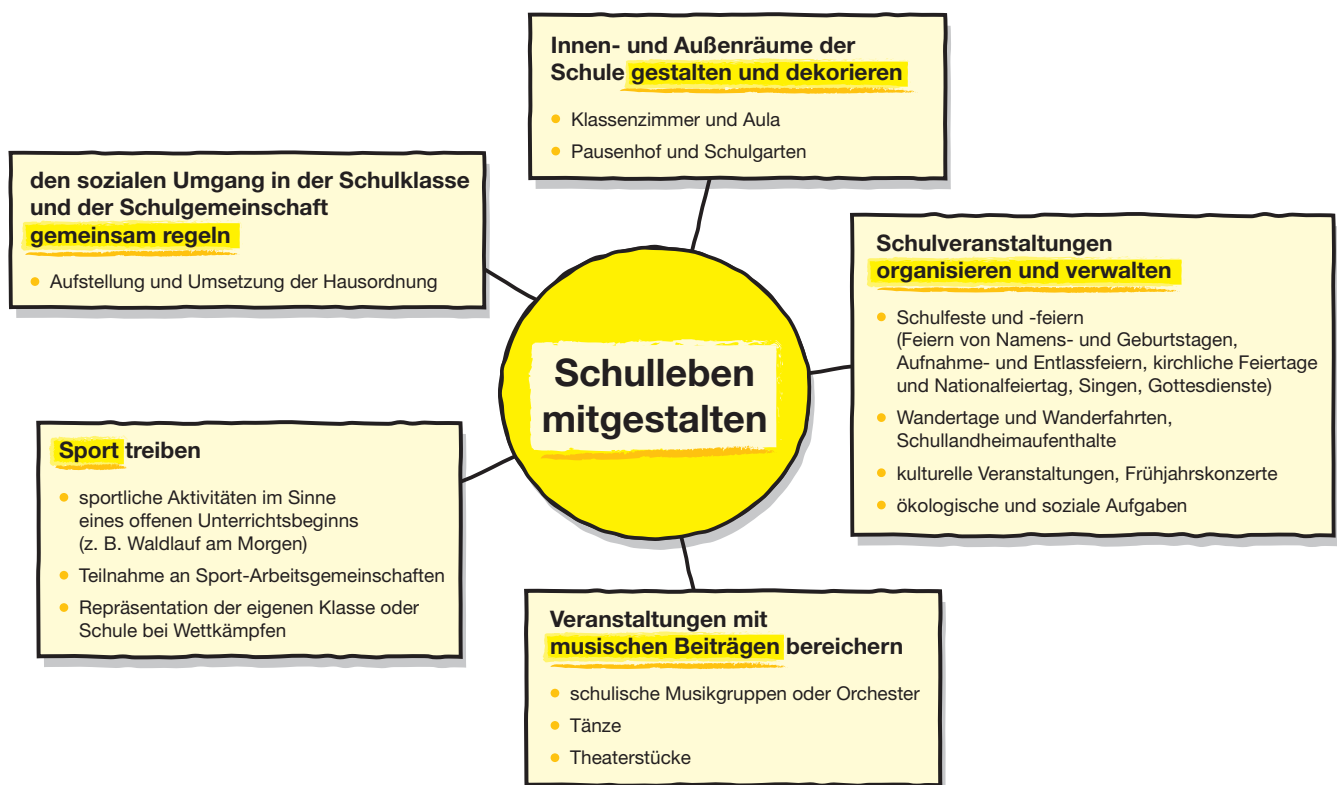 Innen- und Außenräume der
Schule gestalten und dekorieren
• Klassenzimmer und Aula
• Pausenhof und Schulgarten
den sozialen Umgang in der Schulklasse
und der Schulgemeinschaft
gemeinsam regeln
• Aufstellung und Umsetzung der Hausordnung
Schulveranstaltungen
organisieren und verwalten
• Schulfeste und -feiern
(Feiern von Namens- und Geburtstagen,
Aufnahme- und Entlassfeiern, kirchliche Feiertage
und Nationalfeiertag, Singen, Gottesdienste)
• Wandertage und Wanderfahrten,
Schullandheimaufenthalte
• kulturelle Veranstaltungen, Frühjahrskonzerte
• ökologische und soziale Aufgaben
Schulleben
mitgestalten
Sport treiben
• sportliche Aktivitäten im Sinne
eines offenen Unterrichtsbeginns
(z. B. Waldlauf am Morgen)
• Teilnahme an Sport-Arbeitsgemeinschaften
• Repräsentation der eigenen Klasse oder
Schule bei Wettkämpfen
Veranstaltungen mit
musischen Beiträgen bereichern
• schulische Musikgruppen oder Orchester
• Tänze
• Theaterstücke